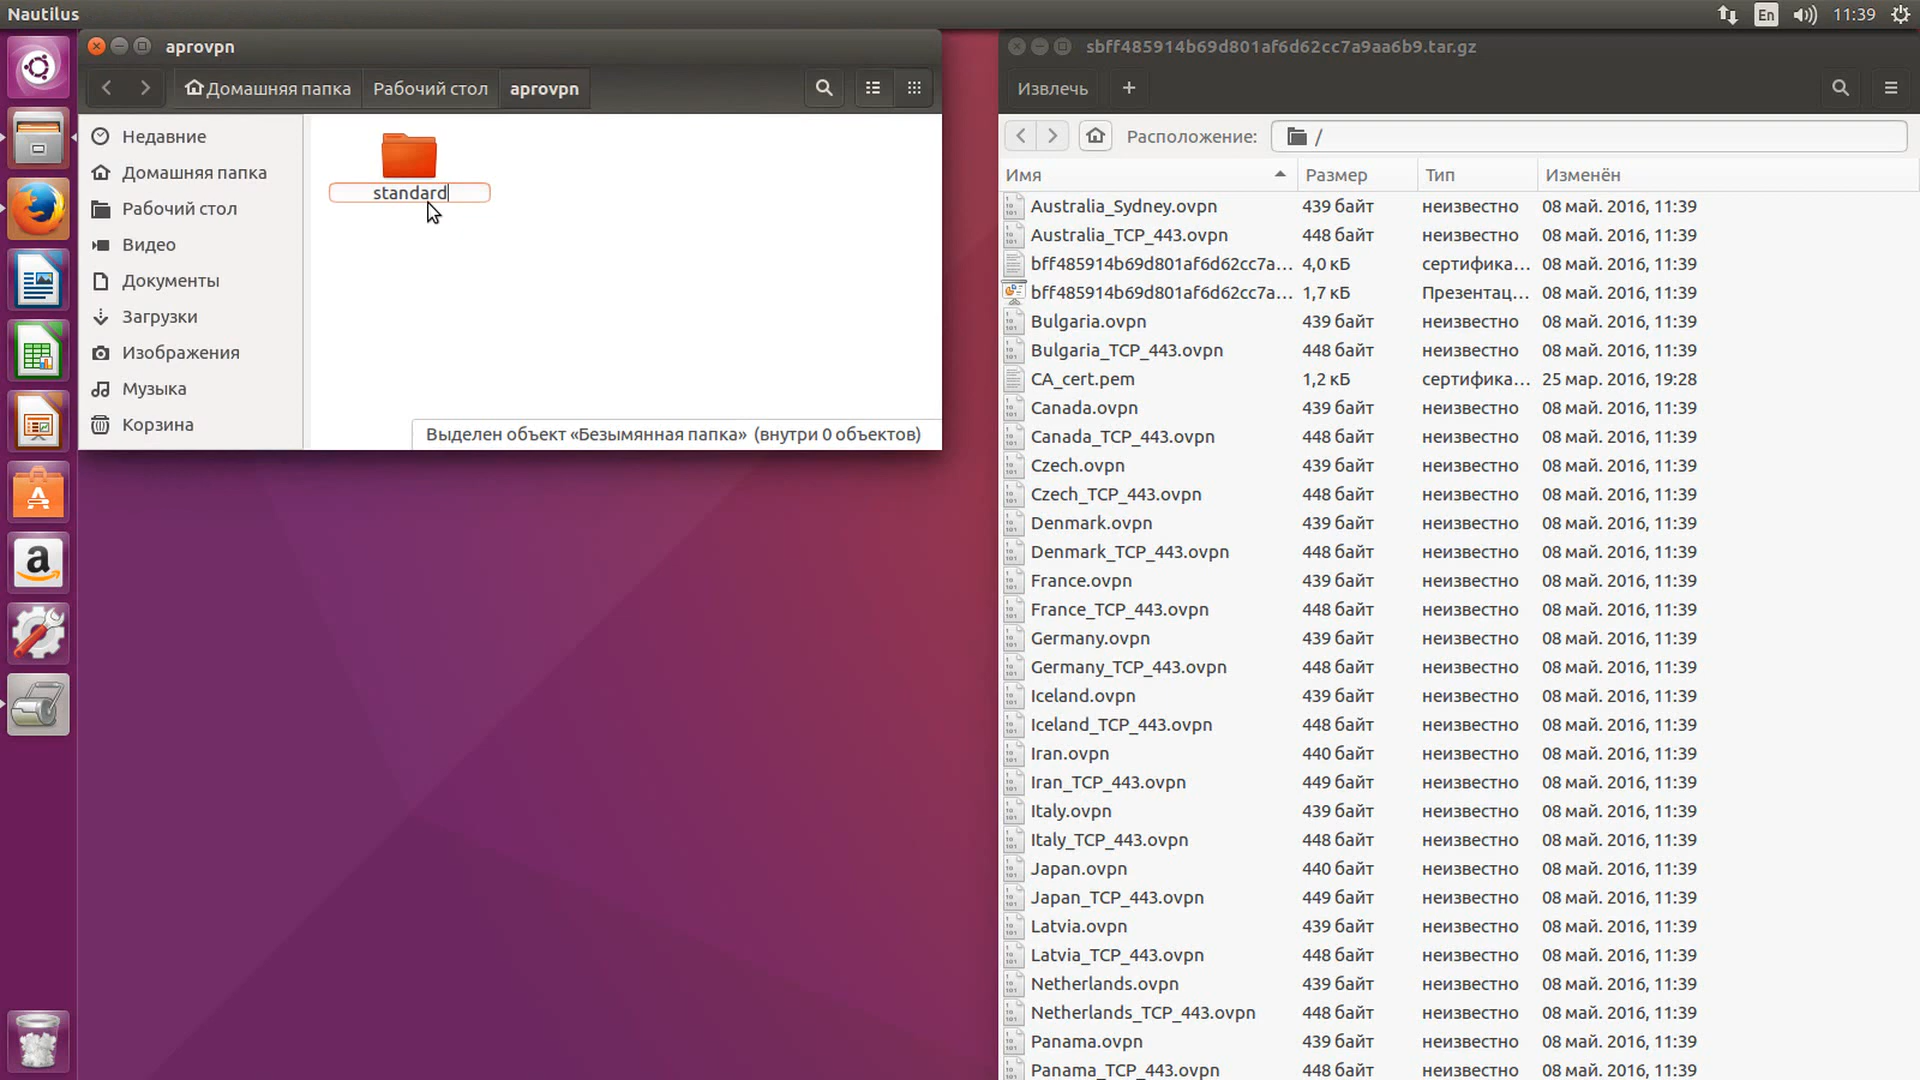 Nautilus
En
11:39
aprovpn
Домашняя папка
Рабочий стол
aprovpn
Недавние
Домашняя папка
Рабочий стол
Видео
Документы
Загрузки
Изображения
Музыка
Корзина
standard
Выделен объект «Безымянная папка» (внутри 0 объектов)
sbff485914b69d801af6d62cc7a9aa6b9.tar.gz
Извлечь
+
Расположение: /
Имя Размер Тип Изменён
Australia_Sydney.ovpn 439 байт неизвестно 08 май. 2016, 11:39
Australia_TCP_443.ovpn 448 байт неизвестно 08 май. 2016, 11:39
bff485914b69d801af6d62cc7a... 4,0 кБ сертифика... 08 май. 2016, 11:39
bff485914b69d801af6d62cc7a... 1,7 кБ Презентац... 08 май. 2016, 11:39
Bulgaria.ovpn 439 байт неизвестно 08 май. 2016, 11:39
Bulgaria_TCP_443.ovpn 448 байт неизвестно 08 май. 2016, 11:39
CA_cert.pem 1,2 кБ сертифика... 25 мар. 2016, 19:28
Canada.ovpn 439 байт неизвестно 08 май. 2016, 11:39
Canada_TCP_443.ovpn 448 байт неизвестно 08 май. 2016, 11:39
Czech.ovpn 439 байт неизвестно 08 май. 2016, 11:39
Czech_TCP_443.ovpn 448 байт неизвестно 08 май. 2016, 11:39
Denmark.ovpn 439 байт неизвестно 08 май. 2016, 11:39
Denmark_TCP_443.ovpn 448 байт неизвестно 08 май. 2016, 11:39
France.ovpn 439 байт неизвестно 08 май. 2016, 11:39
France_TCP_443.ovpn 448 байт неизвестно 08 май. 2016, 11:39
Germany.ovpn 439 байт неизвестно 08 май. 2016, 11:39
Germany_TCP_443.ovpn 448 байт неизвестно 08 май. 2016, 11:39
Iceland.ovpn 439 байт неизвестно 08 май. 2016, 11:39
Iceland_TCP_443.ovpn 448 байт неизвестно 08 май. 2016, 11:39
Iran.ovpn 440 байт неизвестно 08 май. 2016, 11:39
Iran_TCP_443.ovpn 449 байт неизвестно 08 май. 2016, 11:39
Italy.ovpn 439 байт неизвестно 08 май. 2016, 11:39
Italy_TCP_443.ovpn 448 байт неизвестно 08 май. 2016, 11:39
Japan.ovpn 440 байт неизвестно 08 май. 2016, 11:39
Japan_TCP_443.ovpn 449 байт неизвестно 08 май. 2016, 11:39
Latvia.ovpn 439 байт неизвестно 08 май. 2016, 11:39
Latvia_TCP_443.ovpn 448 байт неизвестно 08 май. 2016, 11:39
Netherlands.ovpn 439 байт неизвестно 08 май. 2016, 11:39
Netherlands_TCP_443.ovpn 448 байт неизвестно 08 май. 2016, 11:39
Panama.ovpn 439 байт неизвестно 08 май. 2016, 11:39
Panama_TCP_443.ovpn 448 байт неизвестно 08 май. 2016, 11:39